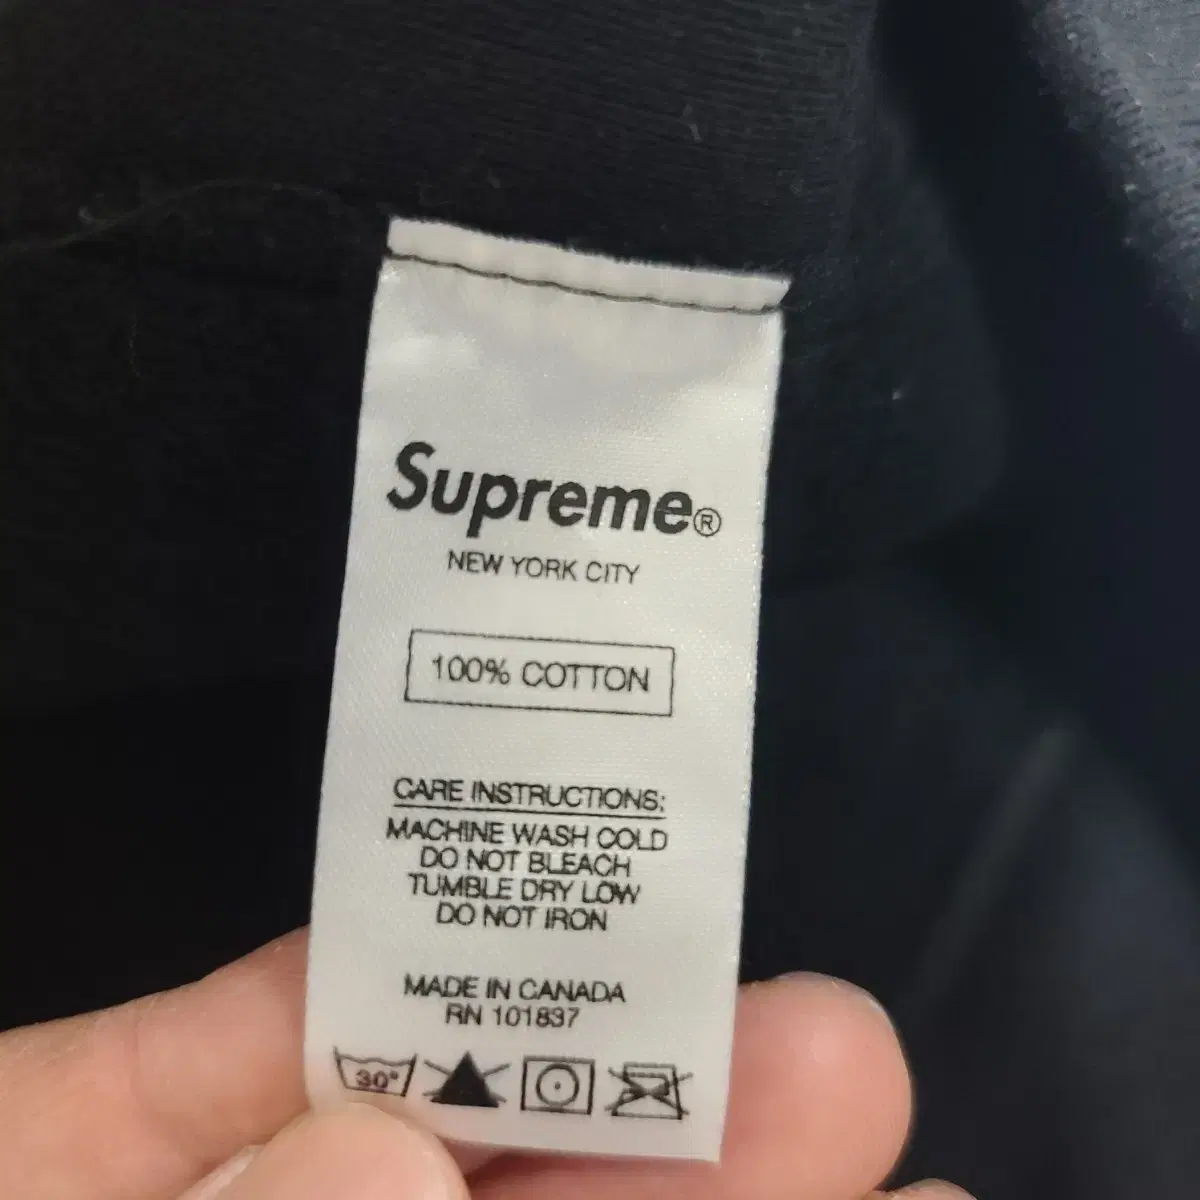 Supreme®
NEW YORK CITY
100% COTTON
CARE INSTRUCTIONS:
MACHINE WASH COLD
DO NOT BLEACH
TUMBLE DRY LOW
DO NOT IRON
MADE IN CANADA
RN 101837
30°